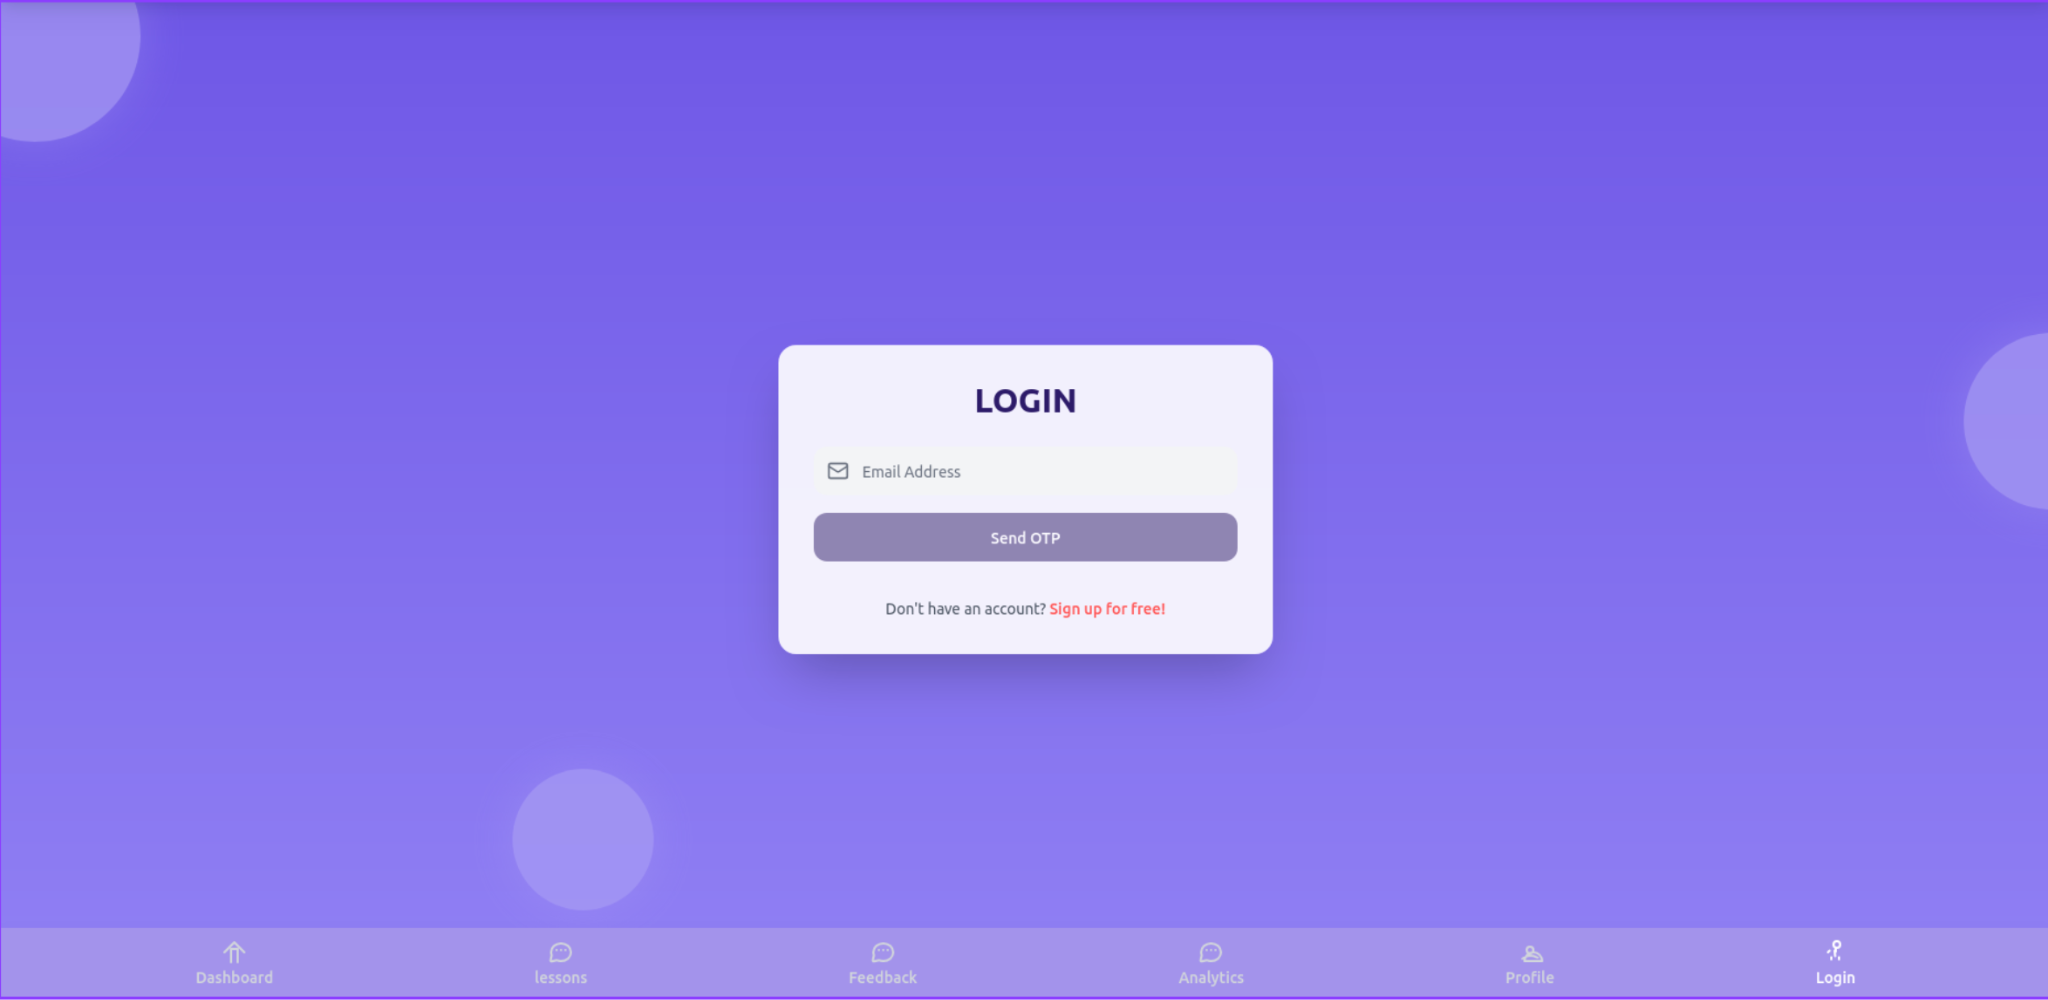 LOGIN
Email Address
Send OTP
Don't have an account? Sign up for free!
Dashboard
lessons
Feedback
Analytics
Profile
Login